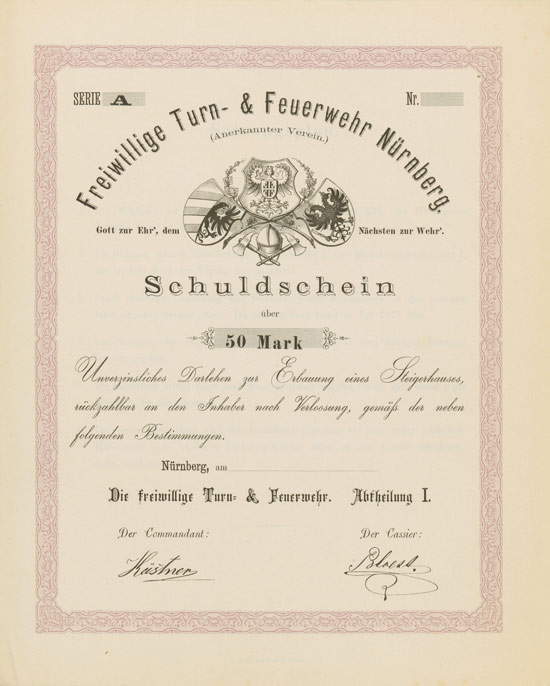 SERIE A Nr.
Freiwillige Turn- & Feuerwehr Nürnberg.
(Anerkannter Verein.)
Gott zur Ehr', dem Nächsten zur Wehr'.
Schuldschein
über
50 Mark
Unverzinsliches Darlehen zur Erbauung eines Steigerhauses,
rückzahlbar an den Inhaber nach Verloosung, gemäß der neben
folgenden Bestimmungen.
Nürnberg, am
Die freiwillige Turn- & Feuerwehr. Abtheilung I.
Der Commandant: Der Cassier:
Küstner